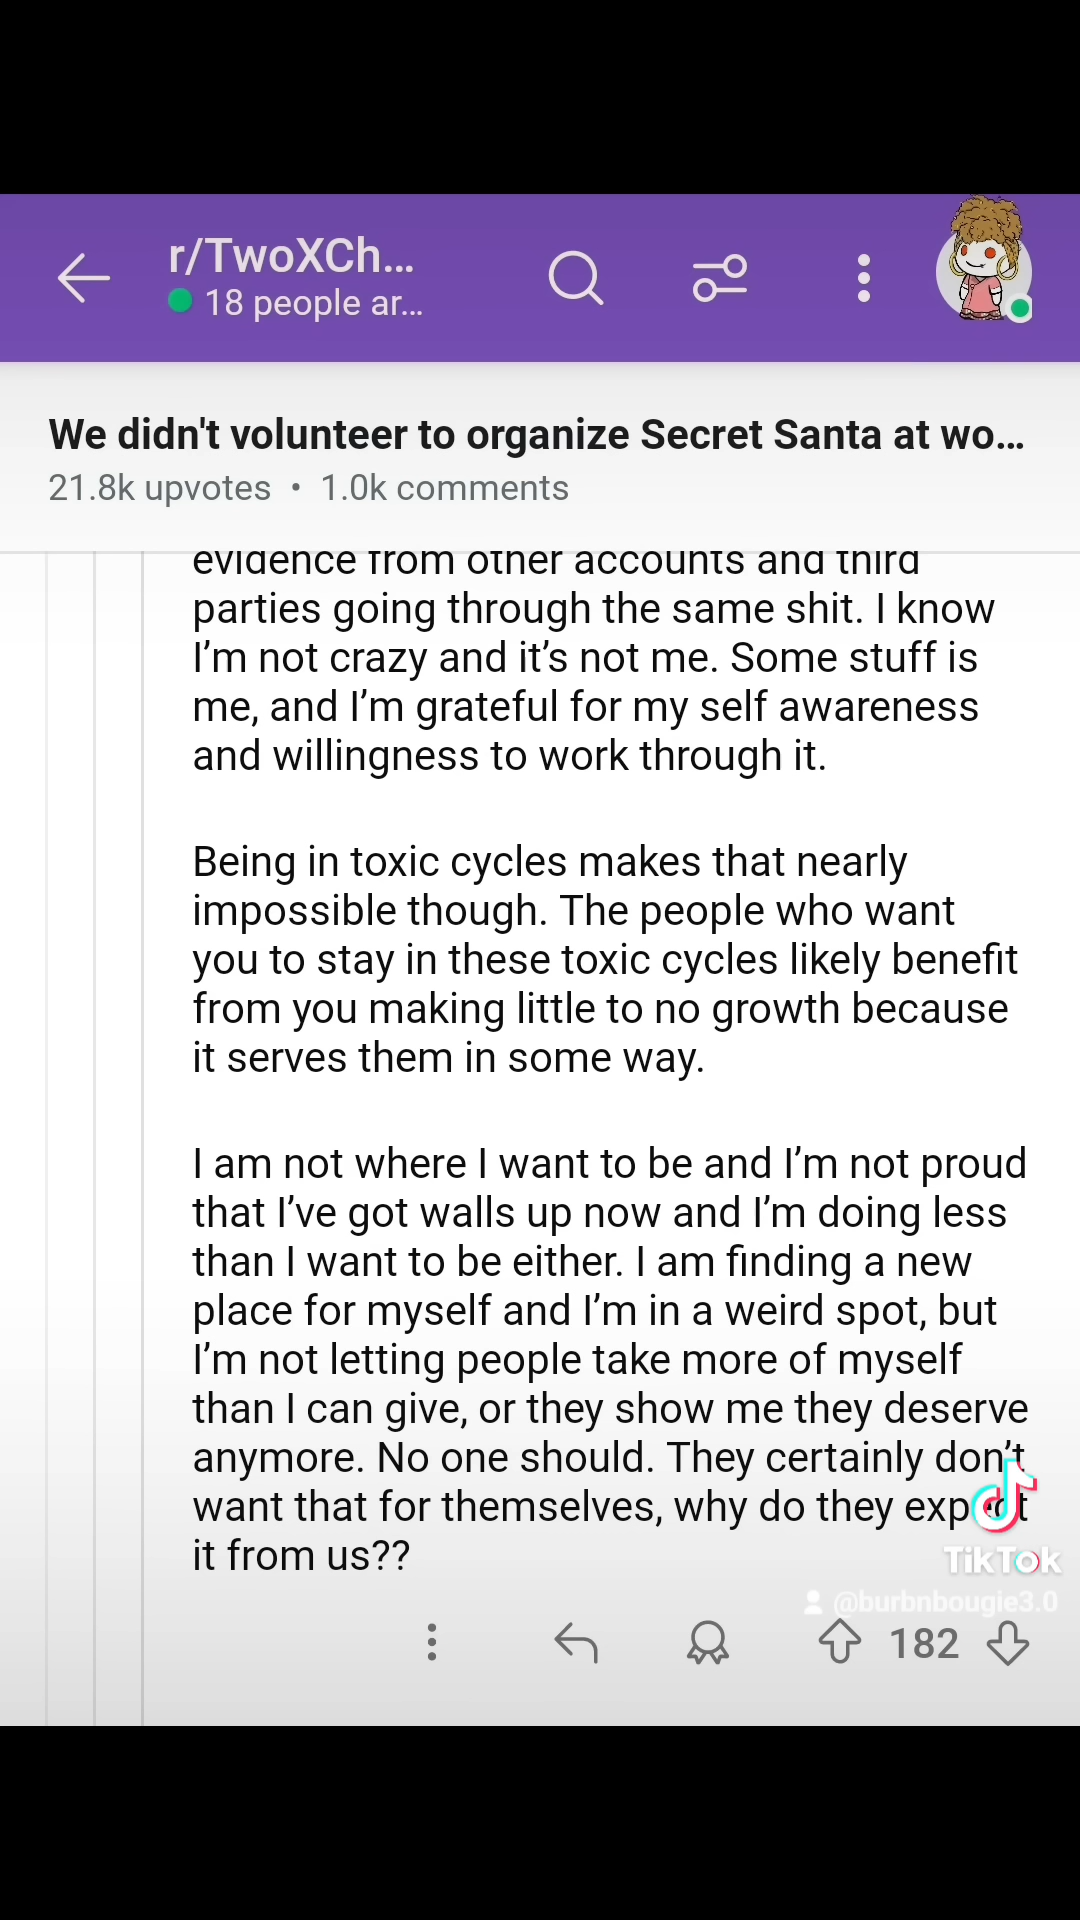 r/TwoXCh...
18 people ar...
We didn't volunteer to organize Secret Santa at wo...
21.8k upvotes • 1.0k comments
evidence from other accounts and third
parties going through the same shit. I know
I'm not crazy and it's not me. Some stuff is
me, and I'm grateful for my self awareness
and willingness to work through it.
Being in toxic cycles makes that nearly
impossible though. The people who want
you to stay in these toxic cycles likely benefit
from you making little to no growth because
it serves them in some way.
I am not where I want to be and I'm not proud
that I've got walls up now and I'm doing less
than I want to be either. I am finding a new
place for myself and I'm in a weird spot, but
I'm not letting people take more of myself
than I can give, or they show me they deserve
anymore. No one should. They certainly don't
want that for themselves, why do they expect
it from us??
TikTok
@burbnbougie3.0
182